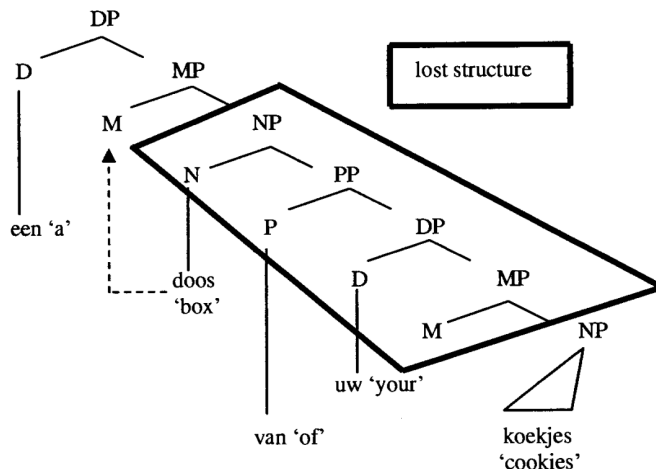 DP
lost structure
D
MP
M
NP
N
PP
een ‘a’
P
DP
doos
‘box’
D
MP
M
NP
uw ‘your’
van ‘of’
koekjes
‘cookies’